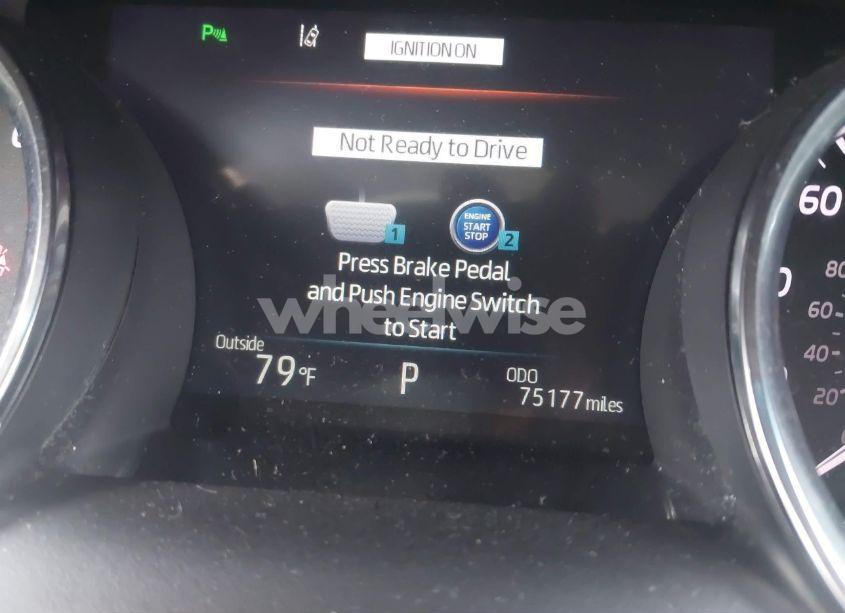 P
IGNITION ON
Not Ready to Drive
ENGINE
START
STOP
1
2
Press Brake Pedal
and Push Engine Switch
to Start
wheelwise
Outside
79°F
P
ODO
75177 miles
60
80
60
40
20